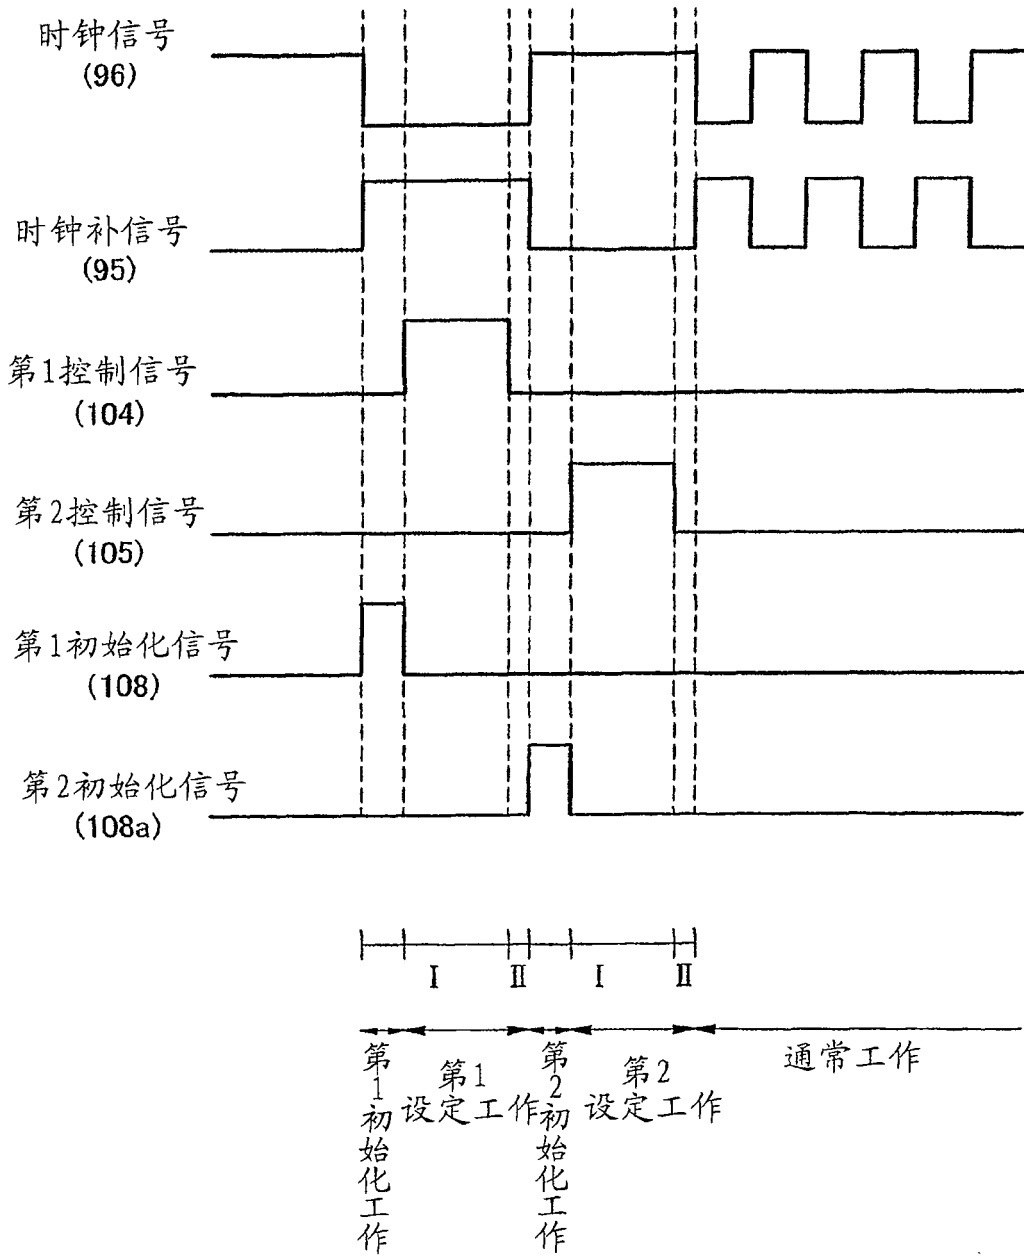 时钟信号
(96)
时钟补信号
(95)
第1控制信号
(104)
第2控制信号
(105)
第1初始化信号
(108)
第2初始化信号
(108a)
I
II
I
II
第1初始化工作
第1
设定工作
第2初始化工作
第2
设定工作
通常工作